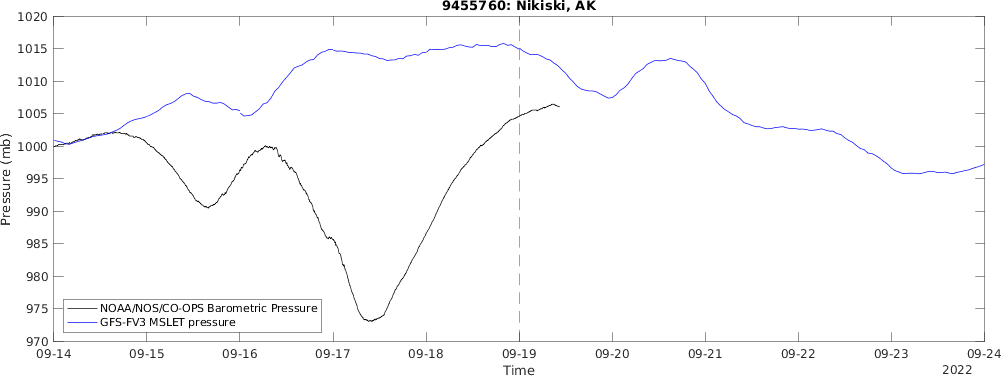 9455760: Nikiski, AK
1020
1015
1010
1005
1000
995
990
985
980
975
970
Pressure (mb)
NOAA/NOS/CO-OPS Barometric Pressure
GFS-FV3 MSLET pressure
09-14 09-15 09-16 09-17 09-18 09-19 09-20 09-21 09-22 09-23 09-24
Time
2022